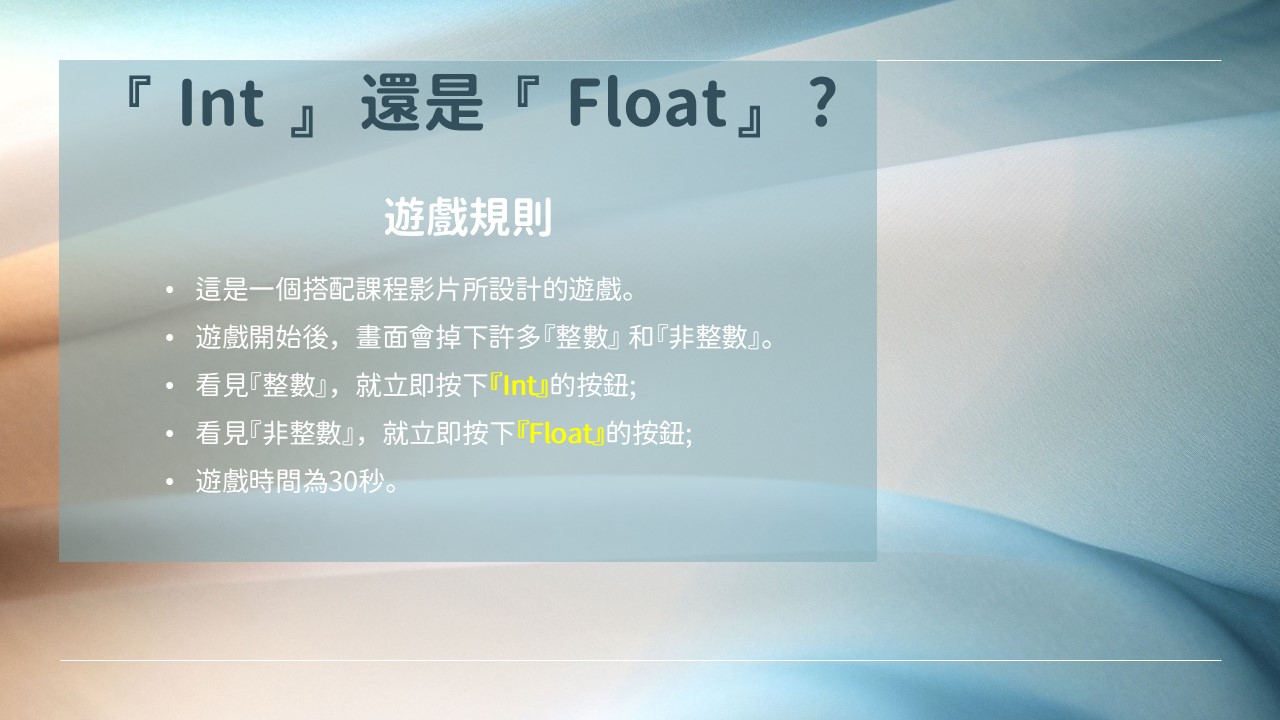 『 Int 』 還是『 Float』 ?
遊戲規則
• 這是一個搭配課程影片所設計的遊戲。
• 遊戲開始後，畫面會掉下許多『整數』 和『非整數』。
• 看見『整數』，就立即按下『Int』的按鈕;
• 看見『非整數』，就立即按下『Float』的按鈕;
• 遊戲時間為30秒。